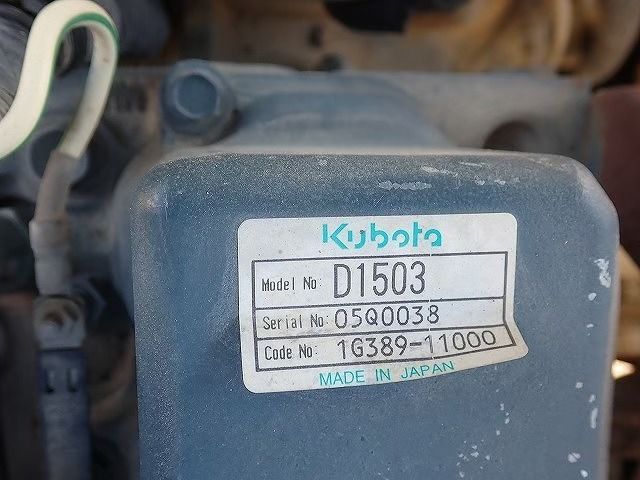 Kubota
Model No: D1503
Serial No: 05Q0038
Code No: 1G389-11000
MADE IN JAPAN